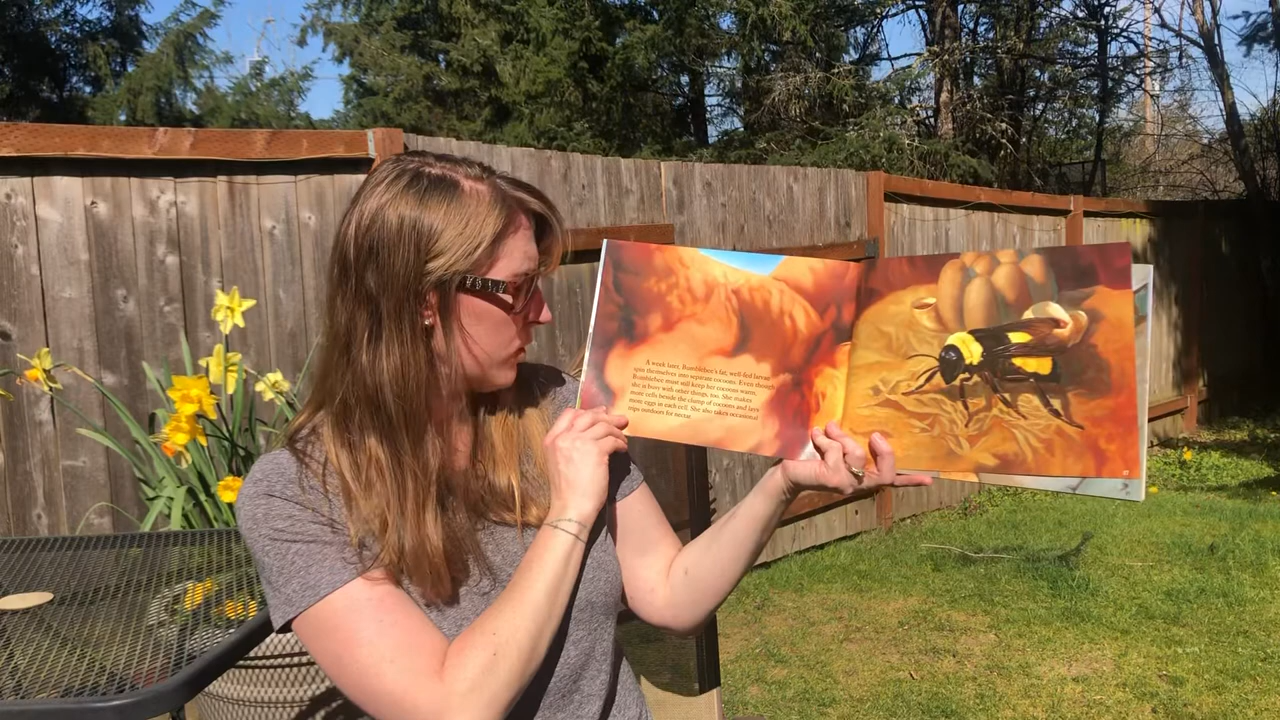 A week later, Bumblebee's fat, well-fed larvae
spin themselves into separate cocoons. Even though
Bumblebee must still keep her cocoons warm,
she is busy with other things, too. She makes
more cells beside the clump of cocoons and lays
more eggs in each cell. She also takes occasional
trips outdoors for nectar.
27